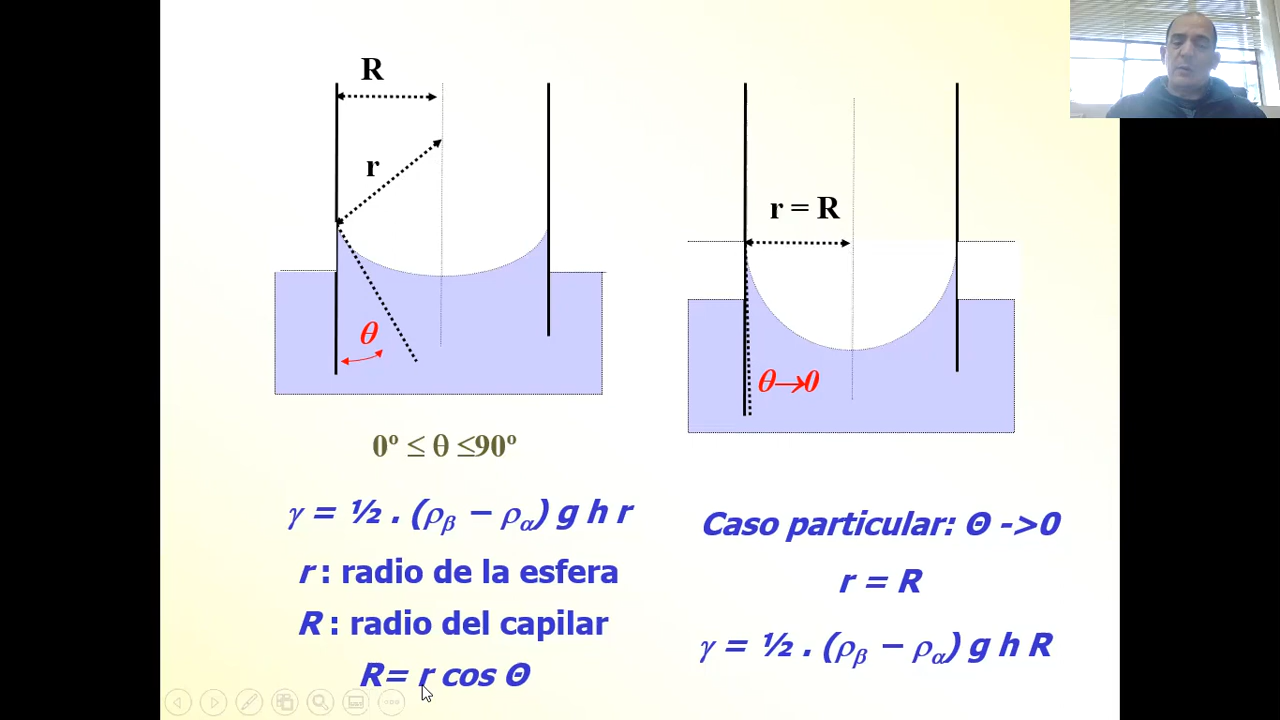 R
r
θ
0º ≤ θ ≤90º
γ = ½ . (ρβ – ρα) g h r
r : radio de la esfera
R : radio del capilar
R= r cos Θ
r = R
θ→0
Caso particular: Θ ->0
r = R
γ = ½ . (ρβ – ρα) g h R